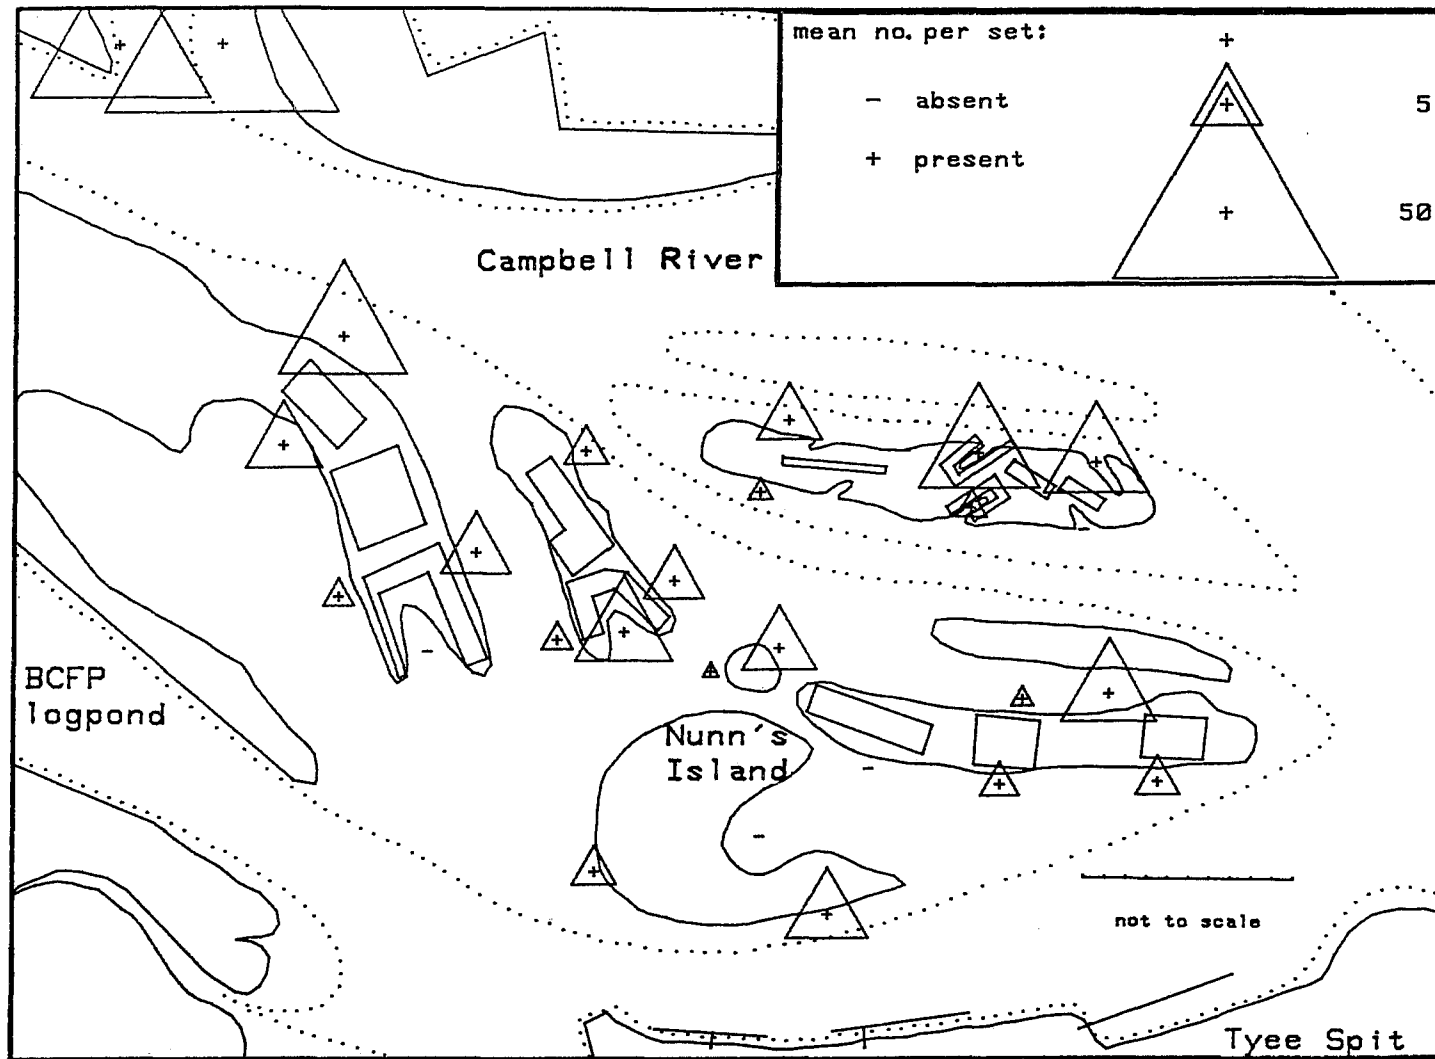 mean no. per set:
+
- absent
5
+ present
50
Campbell River
BCFP
logpond
Nunn's
Island
not to scale
Tyee Spit